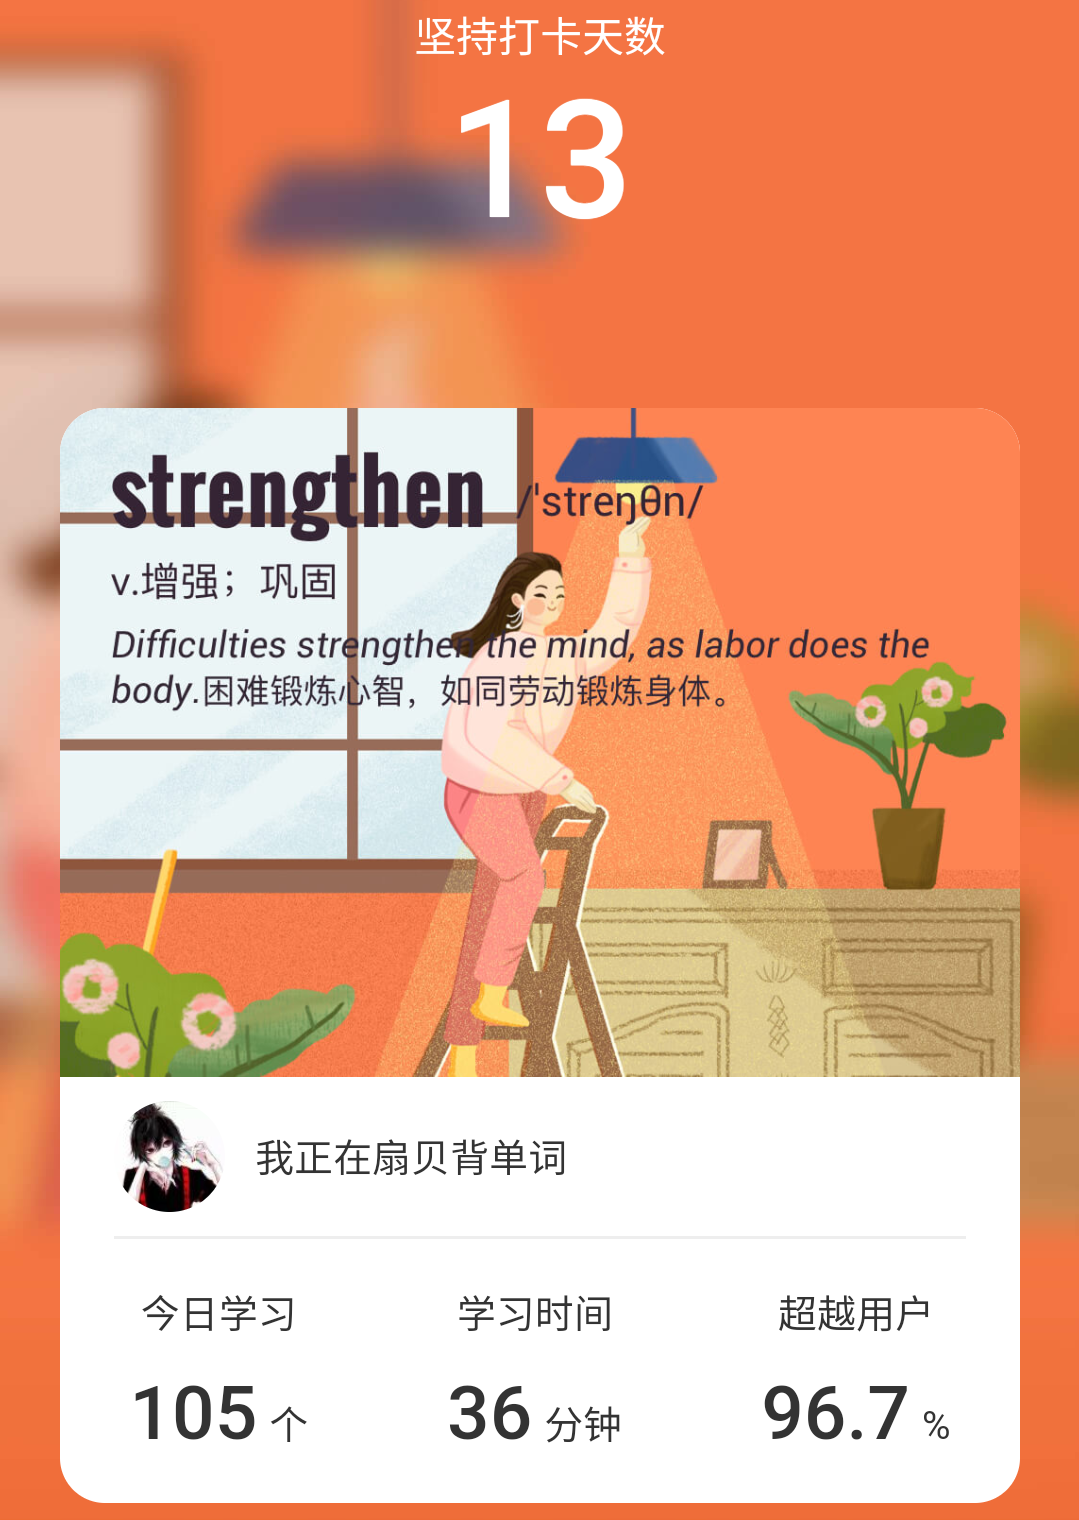 坚持打卡天数
13
strengthen /ˈstreŋθn/
v.增强；巩固
Difficulties strengthen the mind, as labor does the
body.困难锻炼心智，如同劳动锻炼身体。
我正在扇贝背单词
今日学习 学习时间 超越用户
105 个 36 分钟 96.7 %